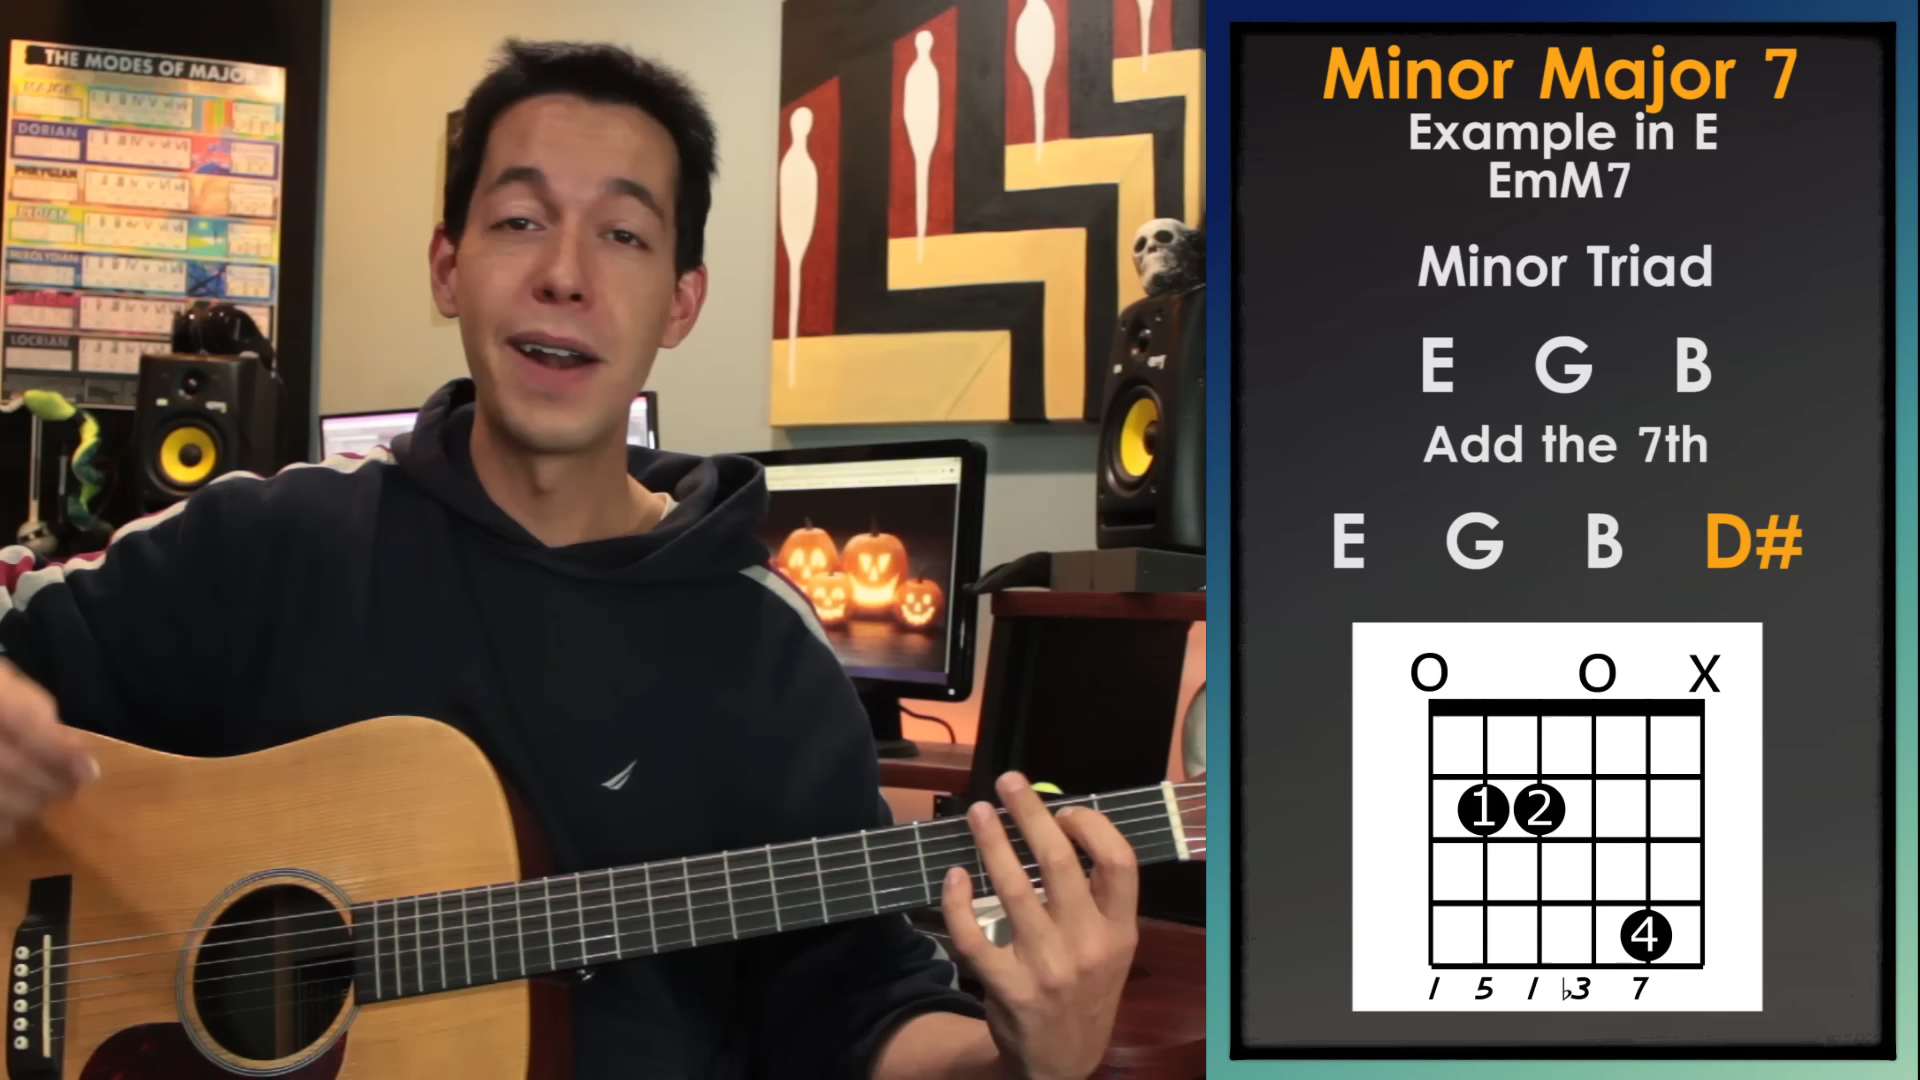 THE MODES OF MAJOR
MAJOR
DORIAN
PHRYGIAN
LYDIAN
MIXOLYDIAN
LOCRIAN
Minor Major 7
Example in E
EmM7
Minor Triad
E G B
Add the 7th
E G B D#
O O X
1 2
4
1 5 1 ♭3 7